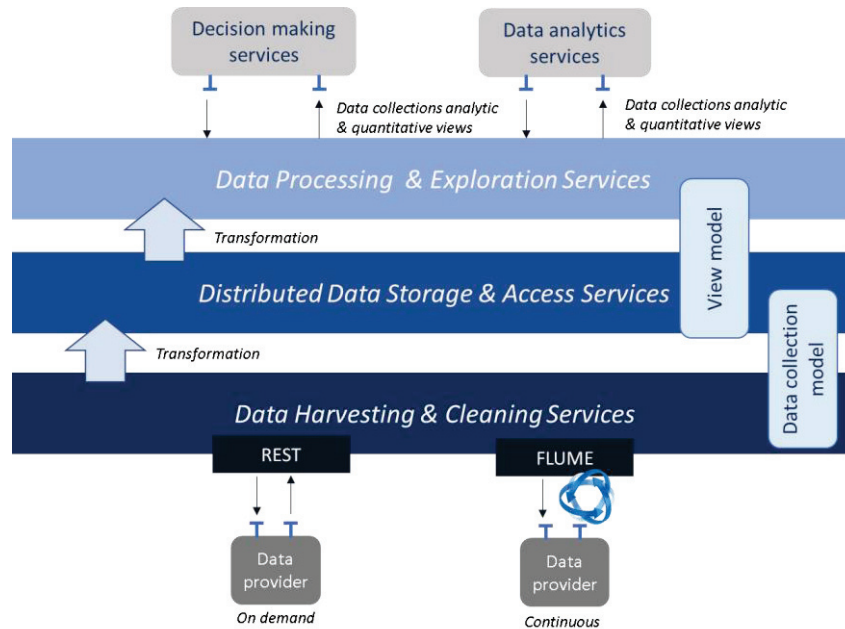 Decision making
services
Data analytics
services
Data collections analytic
& quantitative views
Data collections analytic
& quantitative views
Data Processing & Exploration Services
Transformation
View model
Distributed Data Storage & Access Services
Transformation
Data collection
model
Data Harvesting & Cleaning Services
REST
FLUME
Data
provider
Data
provider
On demand
Continuous